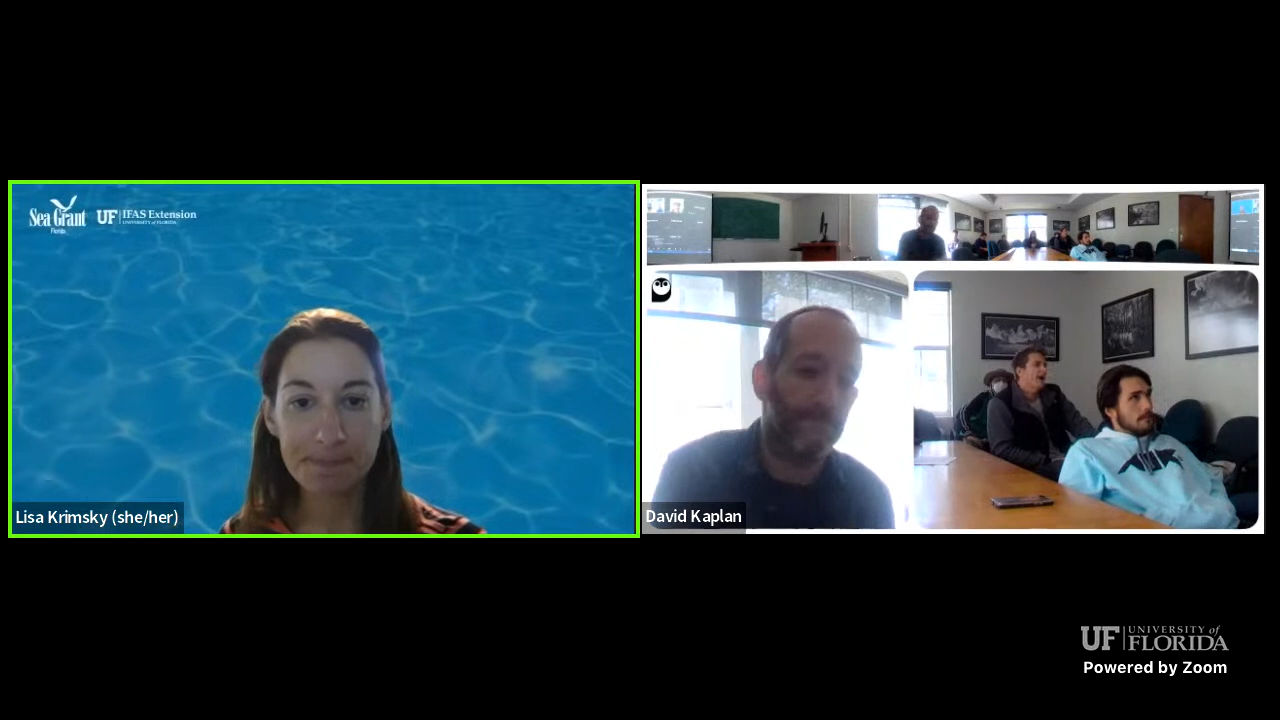 Sea Grant
Florida
UF IFAS Extension
UNIVERSITY of FLORIDA
Lisa Krimsky (she/her)
David Kaplan
UF UNIVERSITY of
FLORIDA
Powered by Zoom